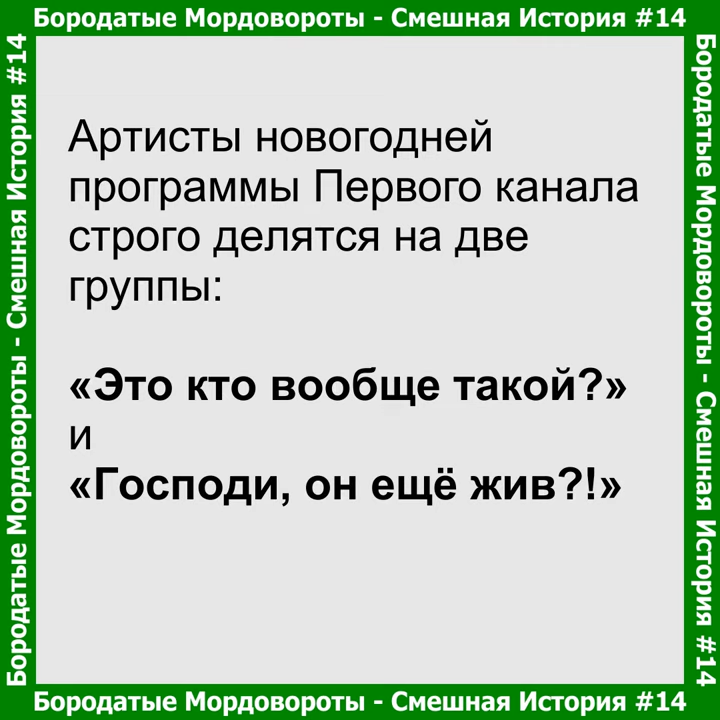 Бородатые Мордовороты - Смешная История #14
Бородатые Мордовороты - Смешная История #14
Артисты новогодней
программы Первого канала
строго делятся на две
группы:
«Это кто вообще такой?»
и
«Господи, он ещё жив?!»
Бородатые Мордовороты - Смешная История #14
Бородатые Мордовороты - Смешная История #14